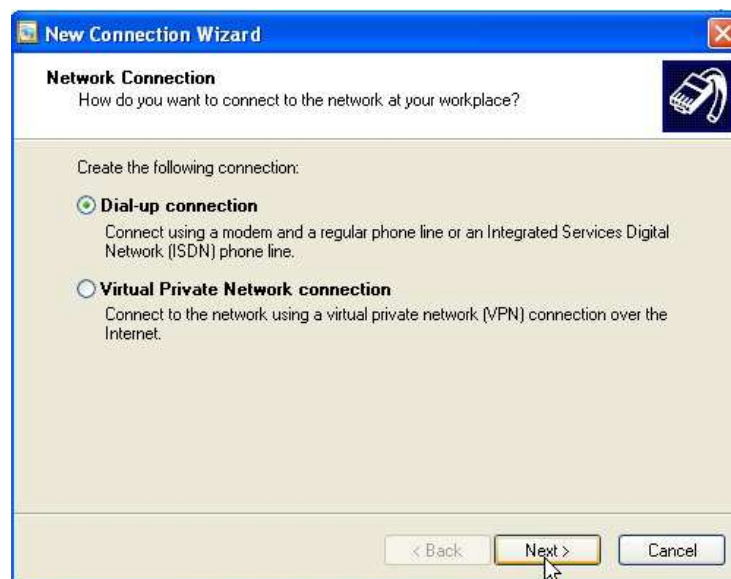 New Connection Wizard
Network Connection
How do you want to connect to the network at your workplace?
Create the following connection:
Dial-up connection
Connect using a modem and a regular phone line or an Integrated Services Digital
Network (ISDN) phone line.
Virtual Private Network connection
Connect to the network using a virtual private network (VPN) connection over the
Internet.
< Back Next > Cancel